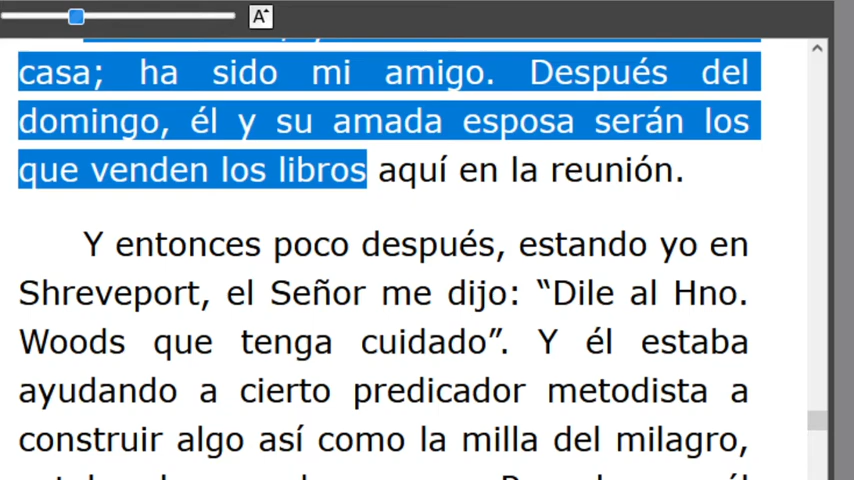 A
casa; ha sido mi amigo. Después del
domingo, él y su amada esposa serán los
que venden los libros aquí en la reunión.
Y entonces poco después, estando yo en
Shreveport, el Señor me dijo: “Dile al Hno.
Woods que tenga cuidado”. Y él estaba
ayudando a cierto predicador metodista a
construir algo así como la milla del milagro,